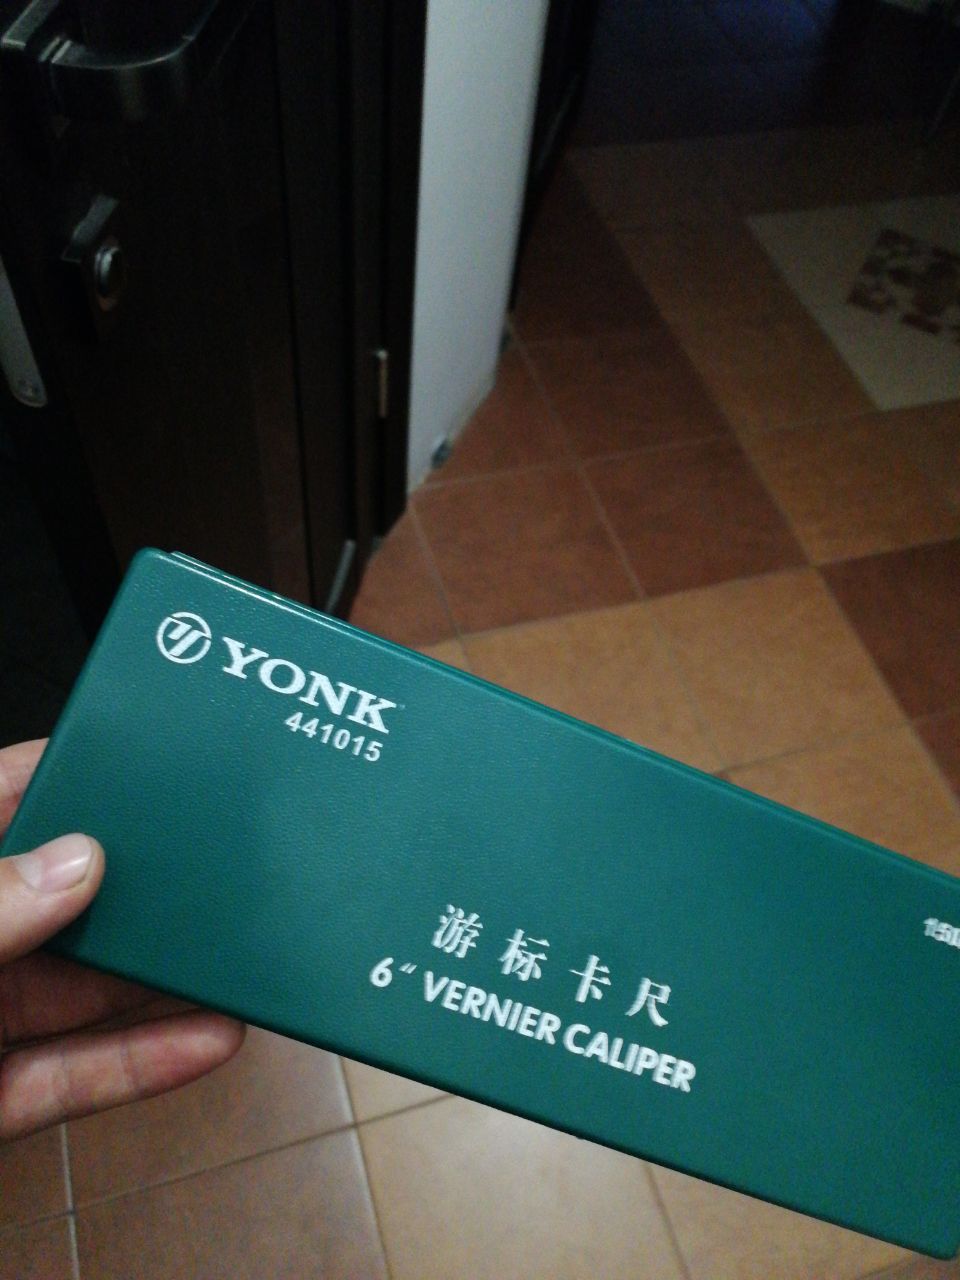 YONK
441015
游标卡尺
6" VERNIER CALIPER